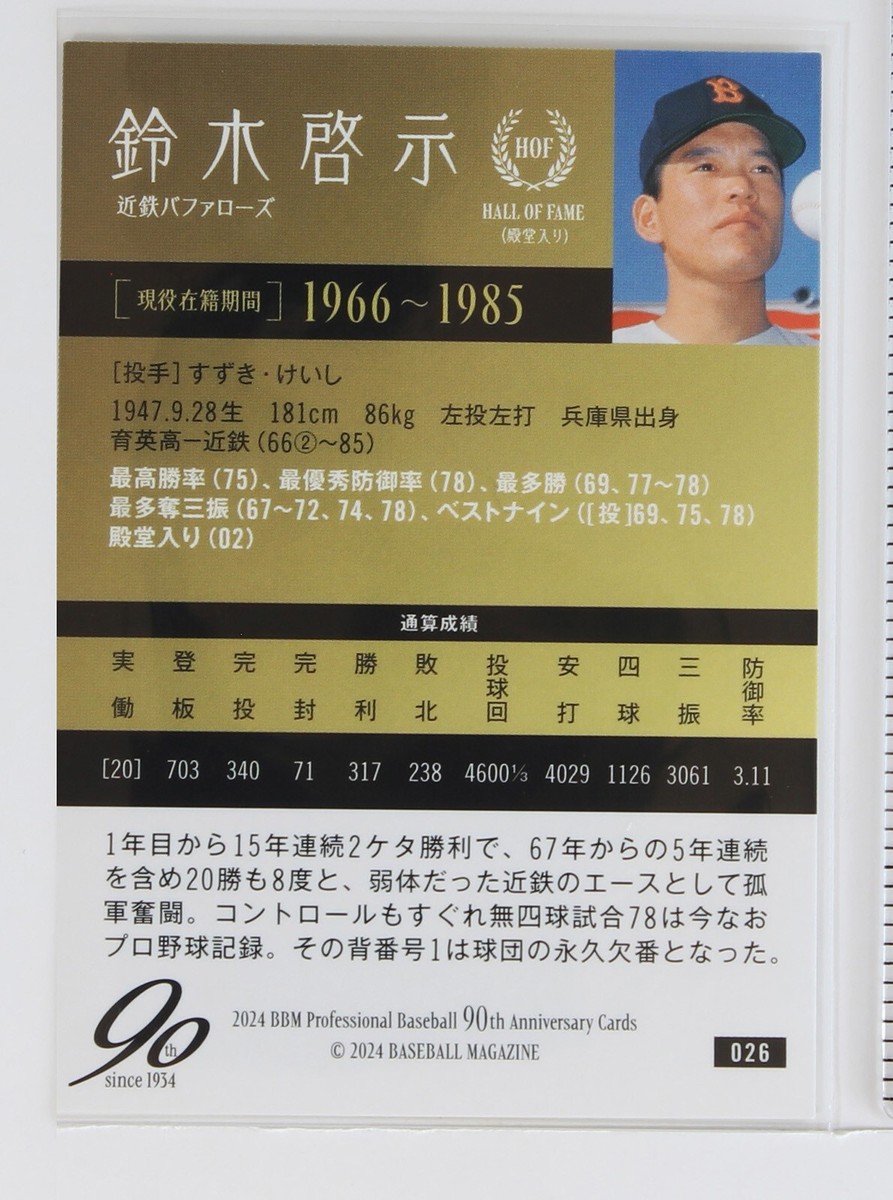 鈴木啓示
近鉄バファローズ
HOF
HALL OF FAME
(殿堂入り)
B
[現役在籍期間] 1966~1985
[投手]すずき・けいし
1947.9.28生 181cm 86kg 左投左打 兵庫県出身
育英高ー近鉄(66②〜85)
最高勝率(75)、最優秀防御率(78)、最多勝(69、77〜78)
最多奪三振(67〜72、74、78)、ベストナイン([投]69、75、78)
殿堂入り(02)
通算成績
実働 登板 完投 完封 勝利 敗北 投球回 安打 四球 三振 防御率
[20] 703 340 71 317 238 4600⅓ 4029 1126 3061 3.11
1年目から15年連続2ケタ勝利で、67年からの5年連続
を含め20勝も8度と、弱体だった近鉄のエースとして孤
軍奮闘。コントロールもすぐれ無四球試合78は今なお
プロ野球記録。その背番号1は球団の永久欠番となった。
90th
since 1934
2024 BBM Professional Baseball 90th Anniversary Cards
© 2024 BASEBALL MAGAZINE
026